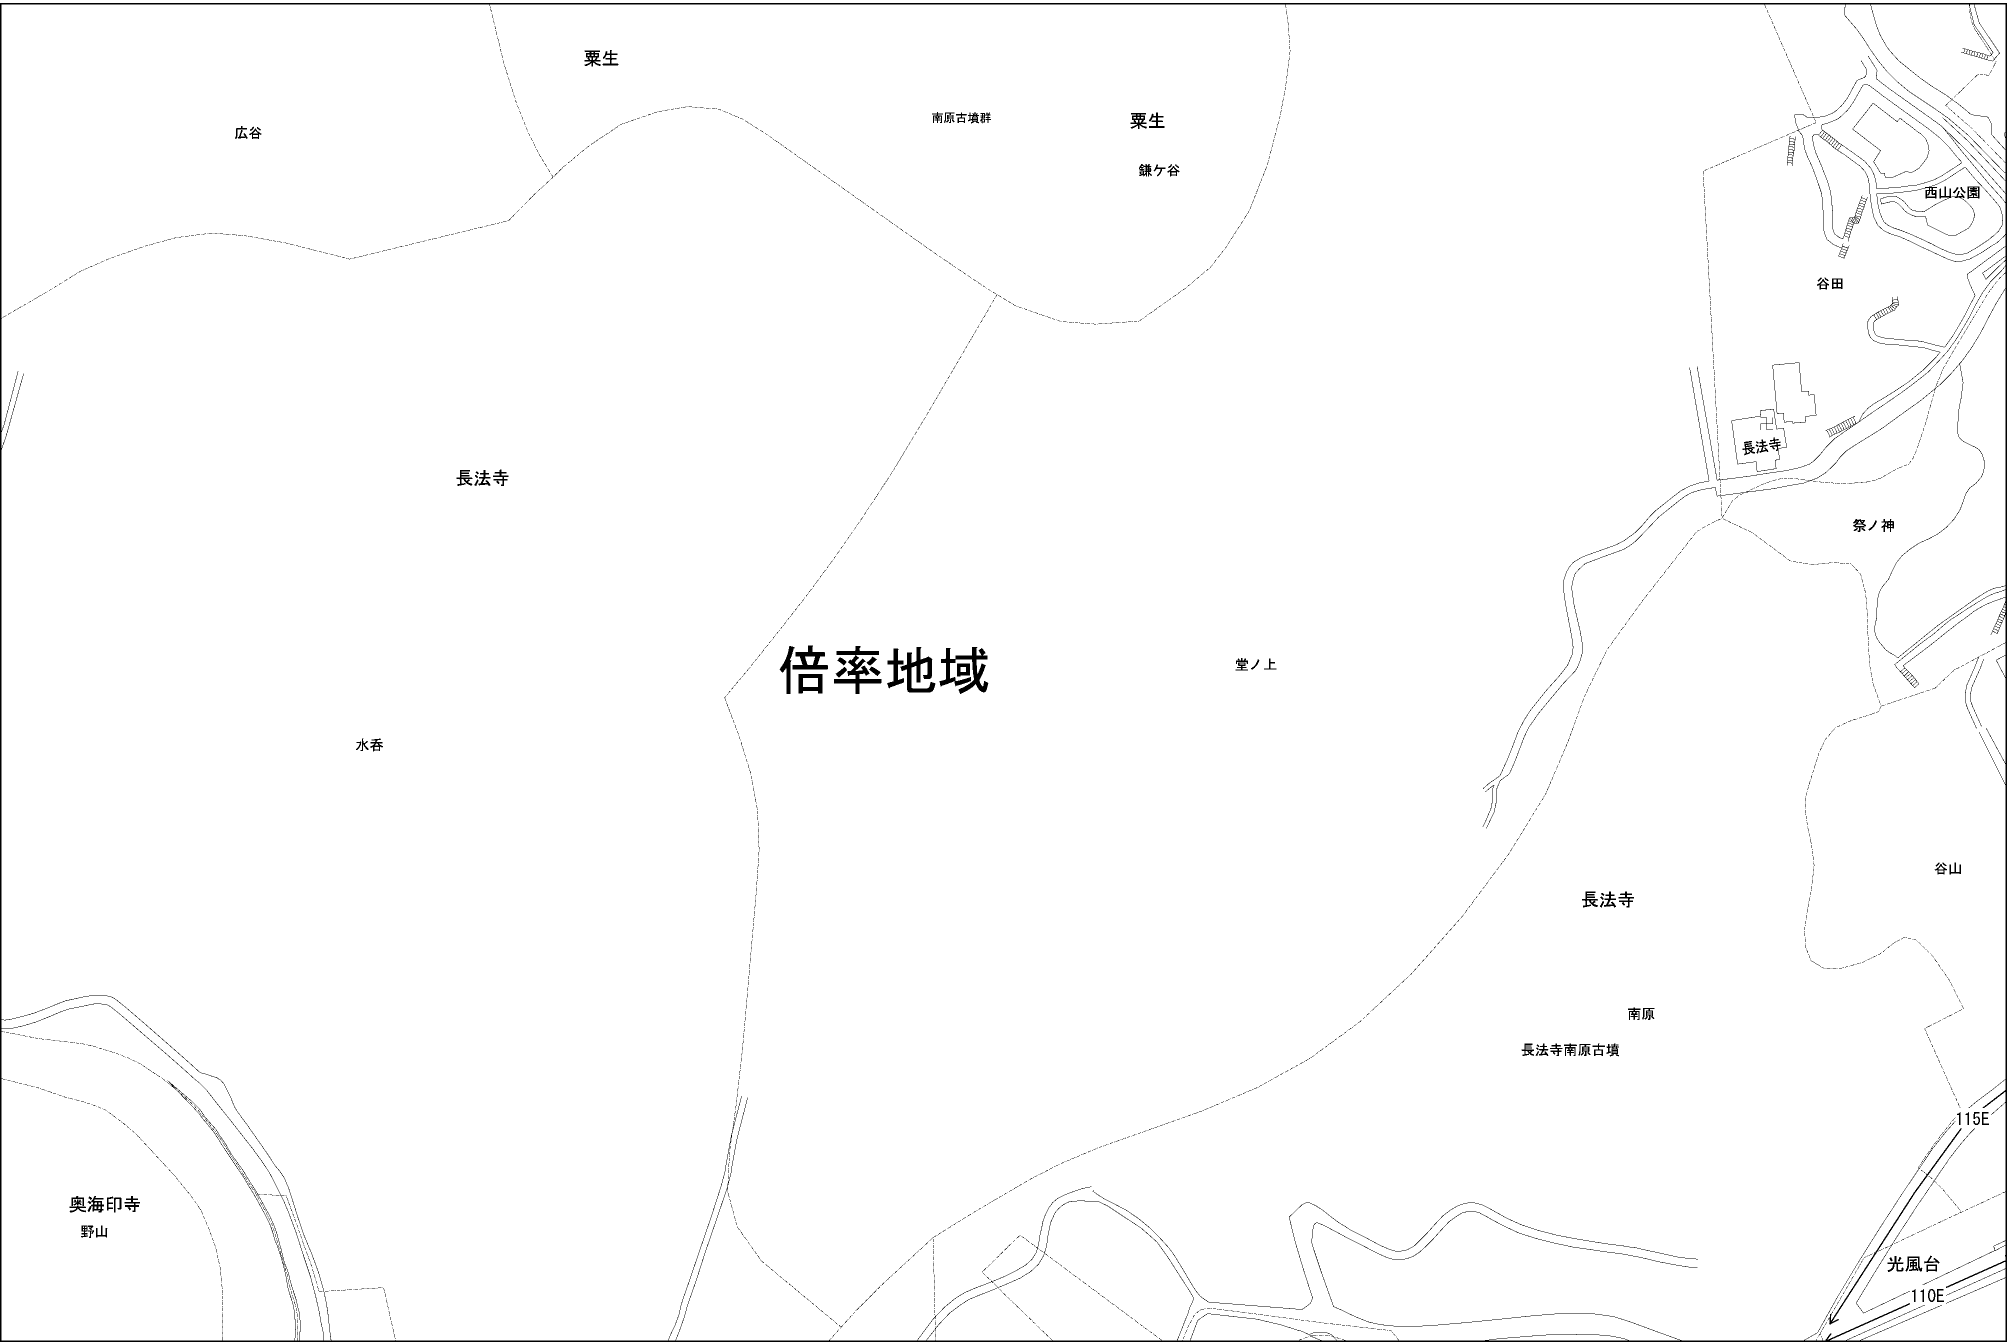 粟生
広谷
南原古墳群
粟生
鎌ケ谷
西山公園
谷田
長法寺
長法寺
祭ノ神
倍率地域
堂ノ上
水呑
谷山
長法寺
南原
長法寺南原古墳
115E
奥海印寺
野山
光風台
110E